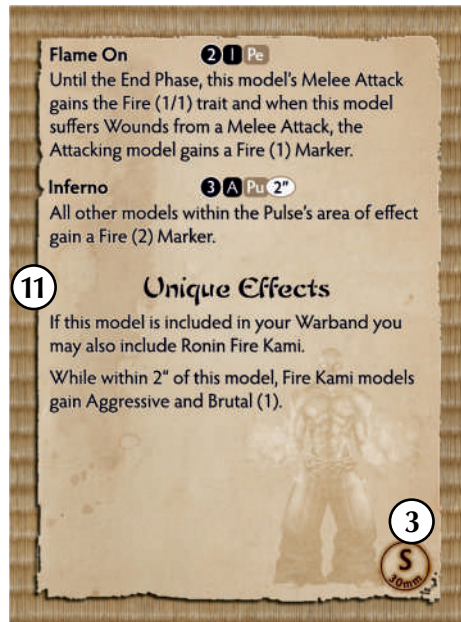 Flame On 2 I Pe
Until the End Phase, this model's Melee Attack
gains the Fire (1/1) trait and when this model
suffers Wounds from a Melee Attack, the
Attacking model gains a Fire (1) Marker.
Inferno 3 A Pu 2"
All other models within the Pulse's area of effect
gain a Fire (2) Marker.
11
Unique Effects
If this model is included in your Warband you
may also include Ronin Fire Kami.
While within 2" of this model, Fire Kami models
gain Aggressive and Brutal (1).
3
S
30mm